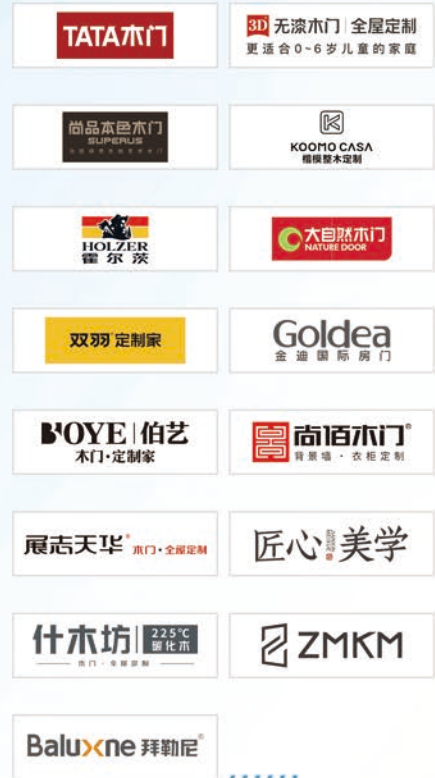 TATA木门
3D 无漆木门 全屋定制
更适合0~6岁儿童的家庭
尚品本色木门
SUPERUS
KOOMO CASA
楷模整木定制
HOLZER
霍尔茨
大自然木门
NATURE DOOR
双羽 定制家
Goldea
金迪国际房门
BOYE 伯艺
木门·定制家
尚佰木门®
背景墙·衣柜定制
展志天华® 木门·全屋定制
匠心 美学
什木坊 225℃
碳化木
木门·全屋定制
ZMKM
Baluxne 拜勒尼®